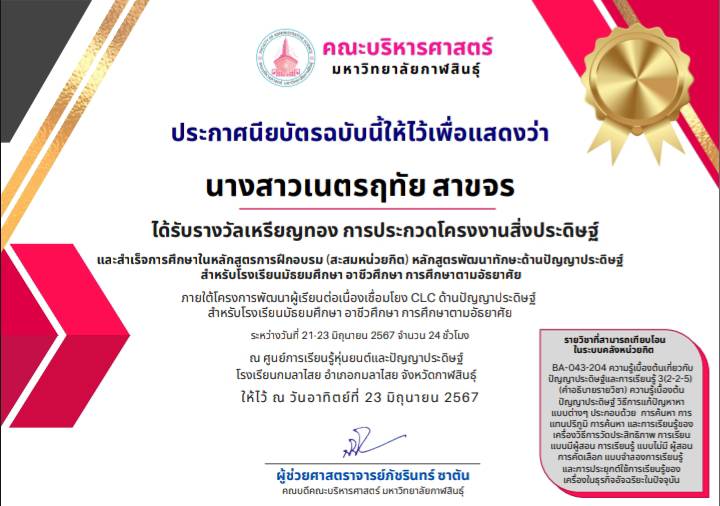 คณะบริหารศาสตร์
มหาวิทยาลัยกาฬสินธุ์
ประกาศนียบัตรฉบับนี้ให้ไว้เพื่อแสดงว่า
นางสาวเนตรฤทัย สาขจร
ได้รับรางวัลเหรียญทอง การประกวดโครงงานสิ่งประดิษฐ์
และสำเร็จการศึกษาในหลักสูตรการฝึกอบรม (สะสมหน่วยกิต) หลักสูตรพัฒนาทักษะด้านปัญญาประดิษฐ์
สำหรับโรงเรียนมัธยมศึกษา อาชีวศึกษา การศึกษาตามอัธยาศัย
ภายใต้โครงการพัฒนาผู้เรียนต่อเนื่องเชื่อมโยง CLC ด้านปัญญาประดิษฐ์
สำหรับโรงเรียนมัธยมศึกษา อาชีวศึกษา การศึกษาตามอัธยาศัย
ระหว่างวันที่ 21-23 มิถุนายน 2567 จำนวน 24 ชั่วโมง
ณ ศูนย์การเรียนรู้หุ่นยนต์และปัญญาประดิษฐ์
โรงเรียนกมลาไสย อำเภอกมลาไสย จังหวัดกาฬสินธุ์
ให้ไว้ ณ วันอาทิตย์ที่ 23 มิถุนายน 2567
ผู้ช่วยศาสตราจารย์ภัชรินทร์ ซาตัน
คณบดีคณะบริหารศาสตร์ มหาวิทยาลัยกาฬสินธุ์
รายวิชาที่สามารถเทียบโอน
ในระบบคลังหน่วยกิต
BA-043-204 ความรู้เบื้องต้นเกี่ยวกับ
ปัญญาประดิษฐ์และการเรียนรู้ 3(2-2-5)
(คำอธิบายรายวิชา) ความรู้เบื้องต้น
ปัญญาประดิษฐ์ วิธีการแก้ปัญหาหา
แบบต่างๆ ประกอบด้วย การค้นหา การ
แทนปริภูมิ การค้นหา และการเรียนรู้ของ
เครื่องวิธีการวัดประสิทธิภาพ การเรียน
แบบมีผู้สอน การเรียนรู้ แบบไม่มี ผู้สอน
การคัดเลือก แบบจำลองการเรียนรู้
และการประยุกต์ใช้การเรียนรู้ของ
เครื่องในธุรกิจอัจฉริยะในปัจจุบัน